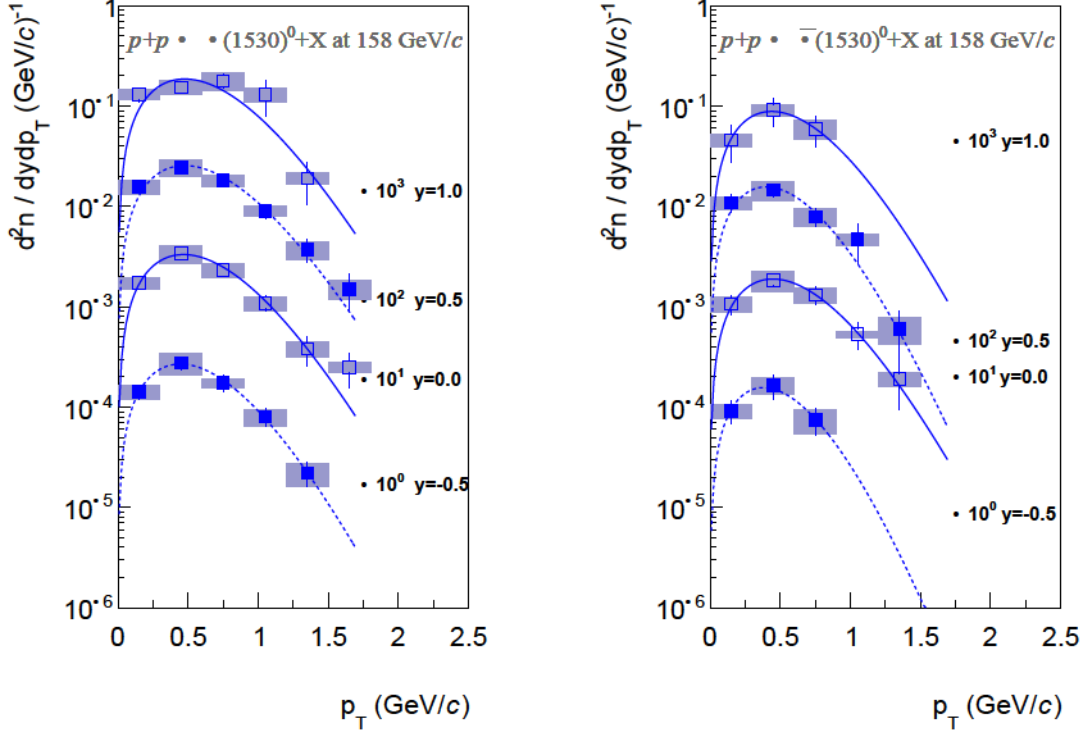 p+p • • (1530)⁰+X at 158 GeV/c
d²n / dydp_T (GeV/c)⁻¹
1
10⁻¹
10⁻²
10⁻³
10⁻⁴
10⁻⁵
10⁻⁶
• 10³ y=1.0
• 10² y=0.5
• 10¹ y=0.0
• 10⁰ y=-0.5
0 0.5 1 1.5 2 2.5
p_T (GeV/c)
p+p • •‾(1530)⁰+X at 158 GeV/c
d²n / dydp_T (GeV/c)⁻¹
1
10⁻¹
10⁻²
10⁻³
10⁻⁴
10⁻⁵
10⁻⁶
• 10³ y=1.0
• 10² y=0.5
• 10¹ y=0.0
• 10⁰ y=-0.5
0 0.5 1 1.5 2 2.5
p_T (GeV/c)